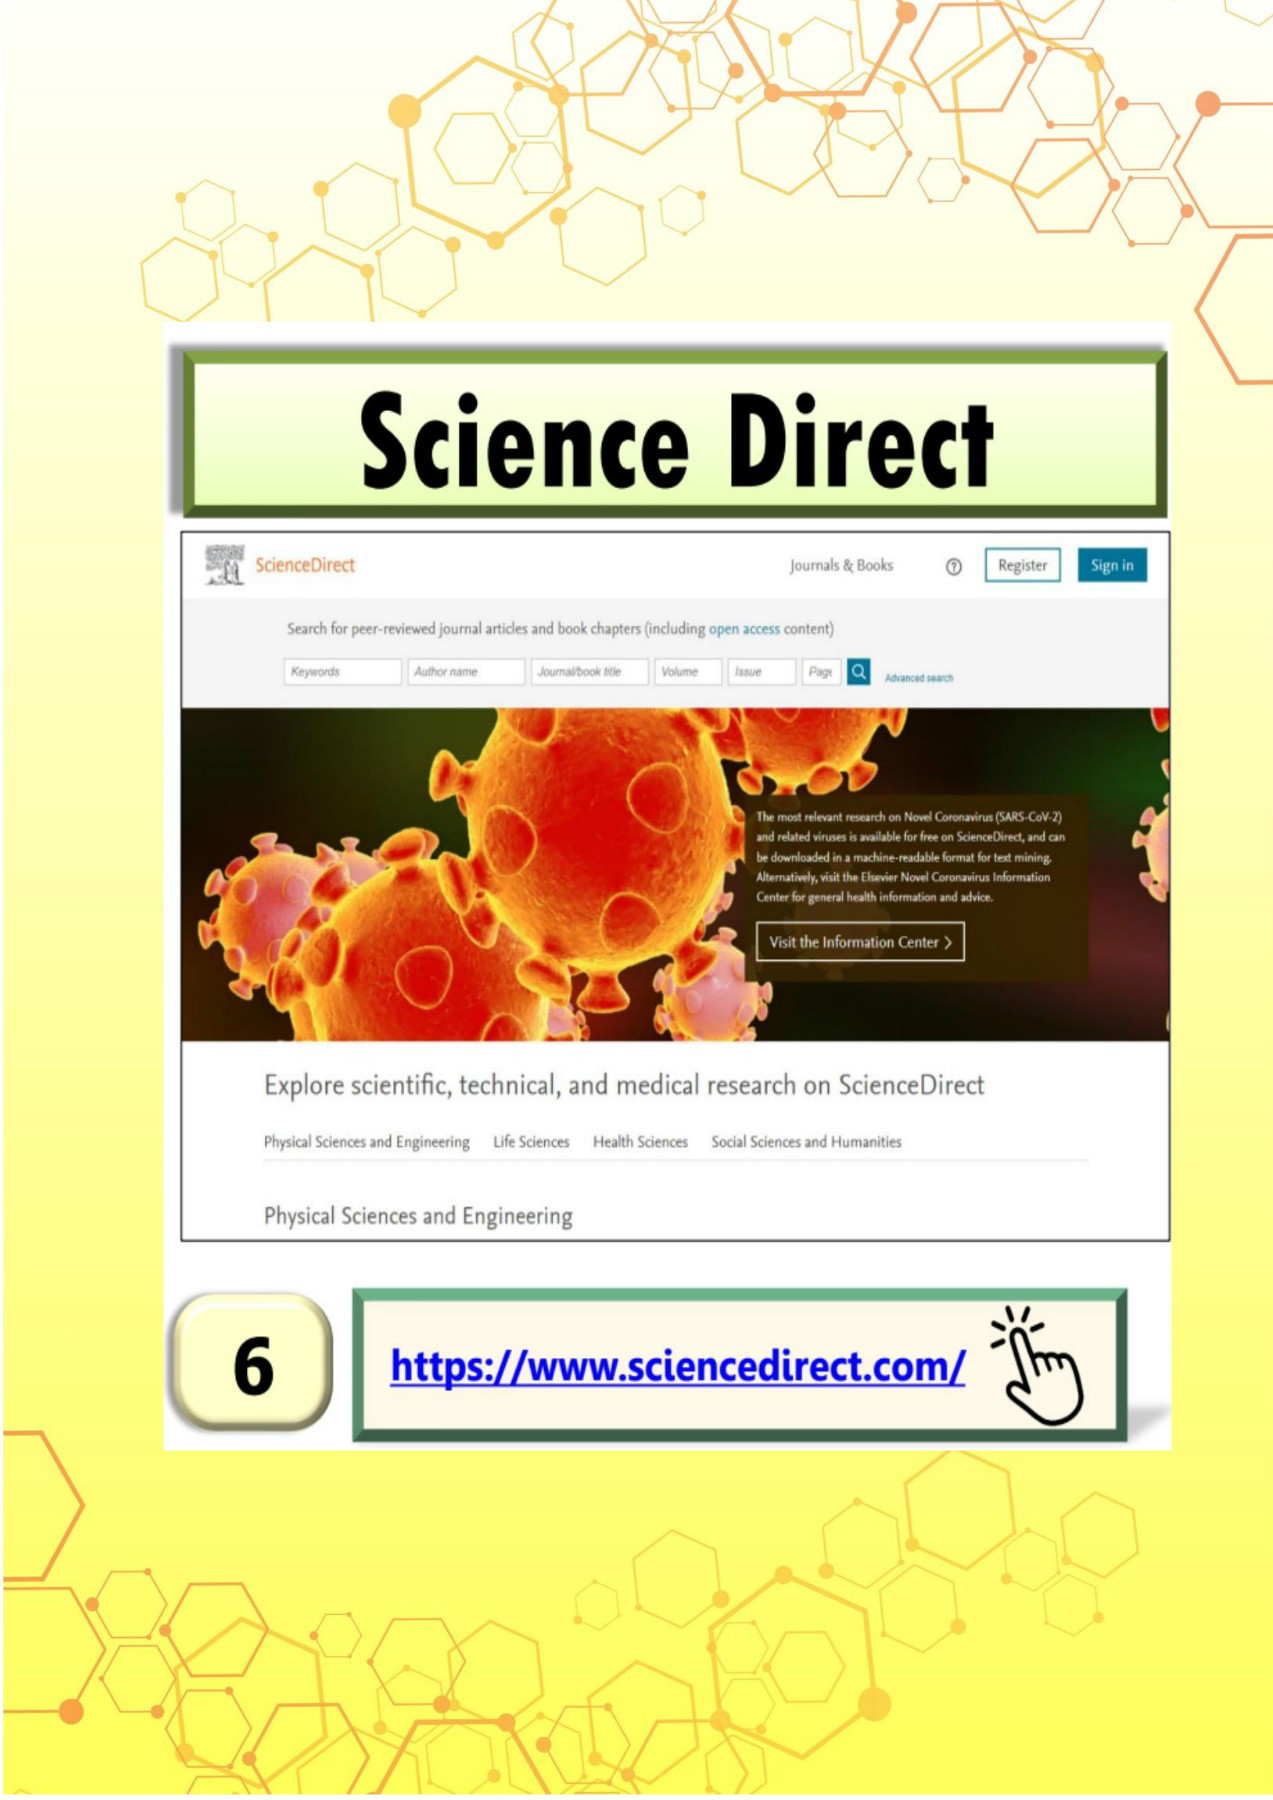 Science Direct
ScienceDirect
Journals & Books
?
Register
Sign in
Search for peer-reviewed journal articles and book chapters (including open access content)
Keywords
Author name
Journal/book title
Volume
Issue
Page
Advanced search
The most relevant research on Novel Coronavirus (SARS-CoV-2)
and related viruses is available for free on ScienceDirect, and can
be downloaded in a machine-readable format for text mining.
Alternatively, visit the Elsevier Novel Coronavirus Information
Center for general health information and advice.
Visit the Information Center >
Explore scientific, technical, and medical research on ScienceDirect
Physical Sciences and Engineering Life Sciences Health Sciences Social Sciences and Humanities
Physical Sciences and Engineering
6
https://www.sciencedirect.com/